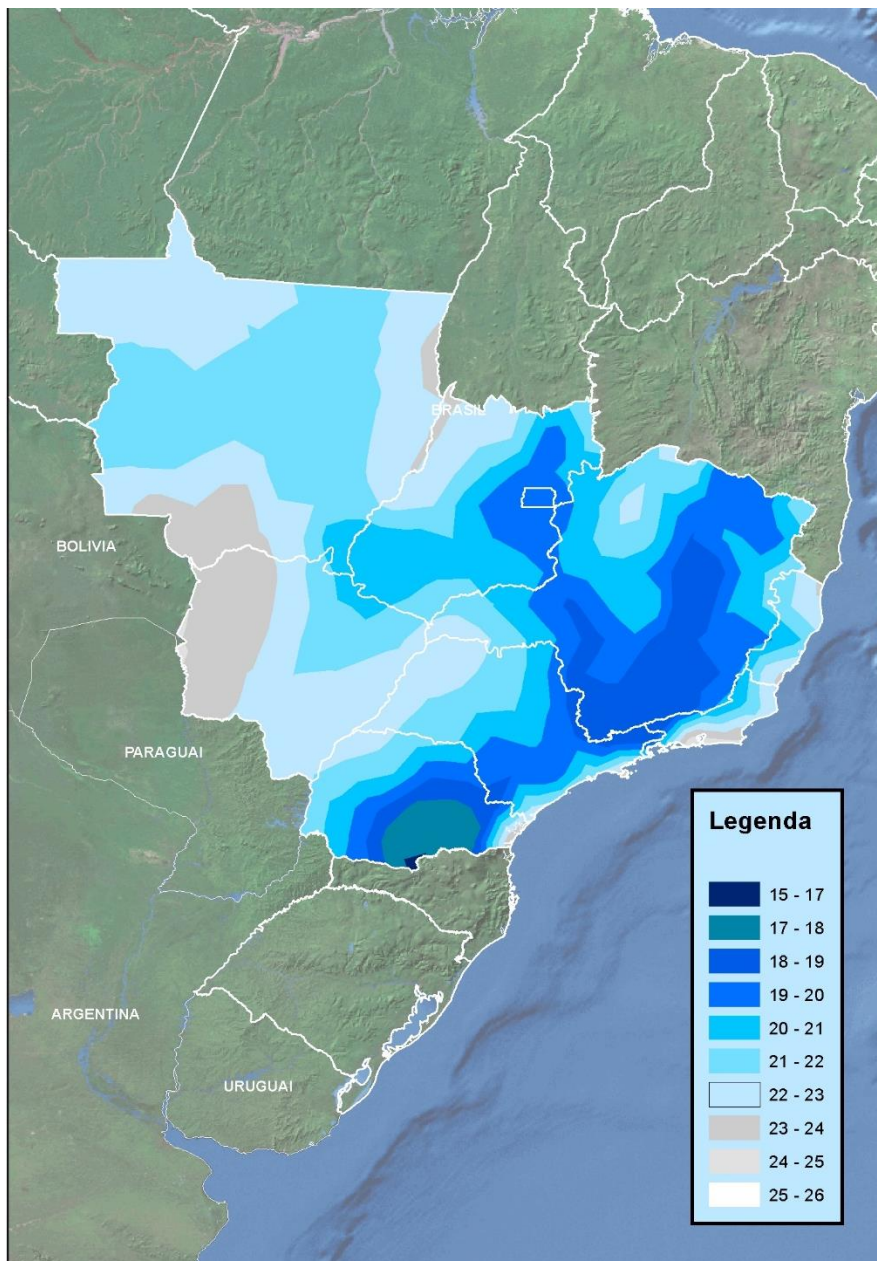 BRASIL
BOLIVIA
PARAGUAI
ARGENTINA
URUGUAI
Legenda
15 - 17
17 - 18
18 - 19
19 - 20
20 - 21
21 - 22
22 - 23
23 - 24
24 - 25
25 - 26